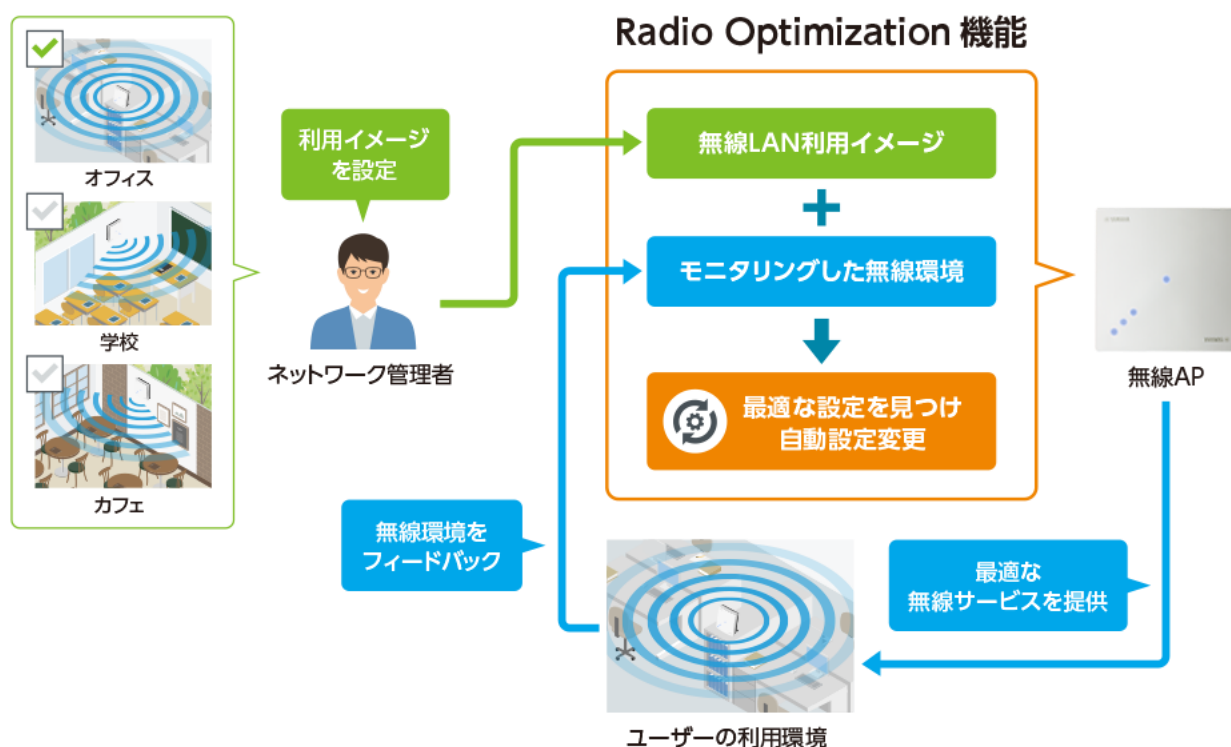 Radio Optimization 機能
オフィス
学校
カフェ
利用イメージ
を設定
ネットワーク管理者
無線LAN利用イメージ
+
モニタリングした無線環境
最適な設定を見つけ
自動設定変更
無線AP
無線環境を
フィードバック
最適な
無線サービスを提供
ユーザーの利用環境